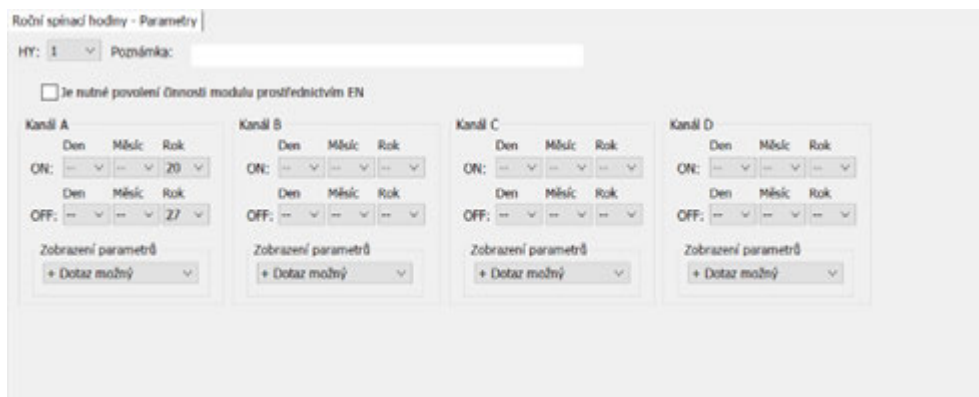 Roční spínací hodiny - Parametry
HY: 1 Poznámka:
Je nutné povolení činnosti modulu prostřednictvím EN
Kanál A Kanál B Kanál C Kanál D
Den Měsíc Rok Den Měsíc Rok Den Měsíc Rok Den Měsíc Rok
ON: -- -- 20 ON: -- -- -- ON: -- -- -- ON: -- -- --
Den Měsíc Rok Den Měsíc Rok Den Měsíc Rok Den Měsíc Rok
OFF: -- -- 27 OFF: -- -- -- OFF: -- -- -- OFF: -- -- --
Zobrazení parametrů Zobrazení parametrů Zobrazení parametrů Zobrazení parametrů
+ Dotaz možný + Dotaz možný + Dotaz možný + Dotaz možný